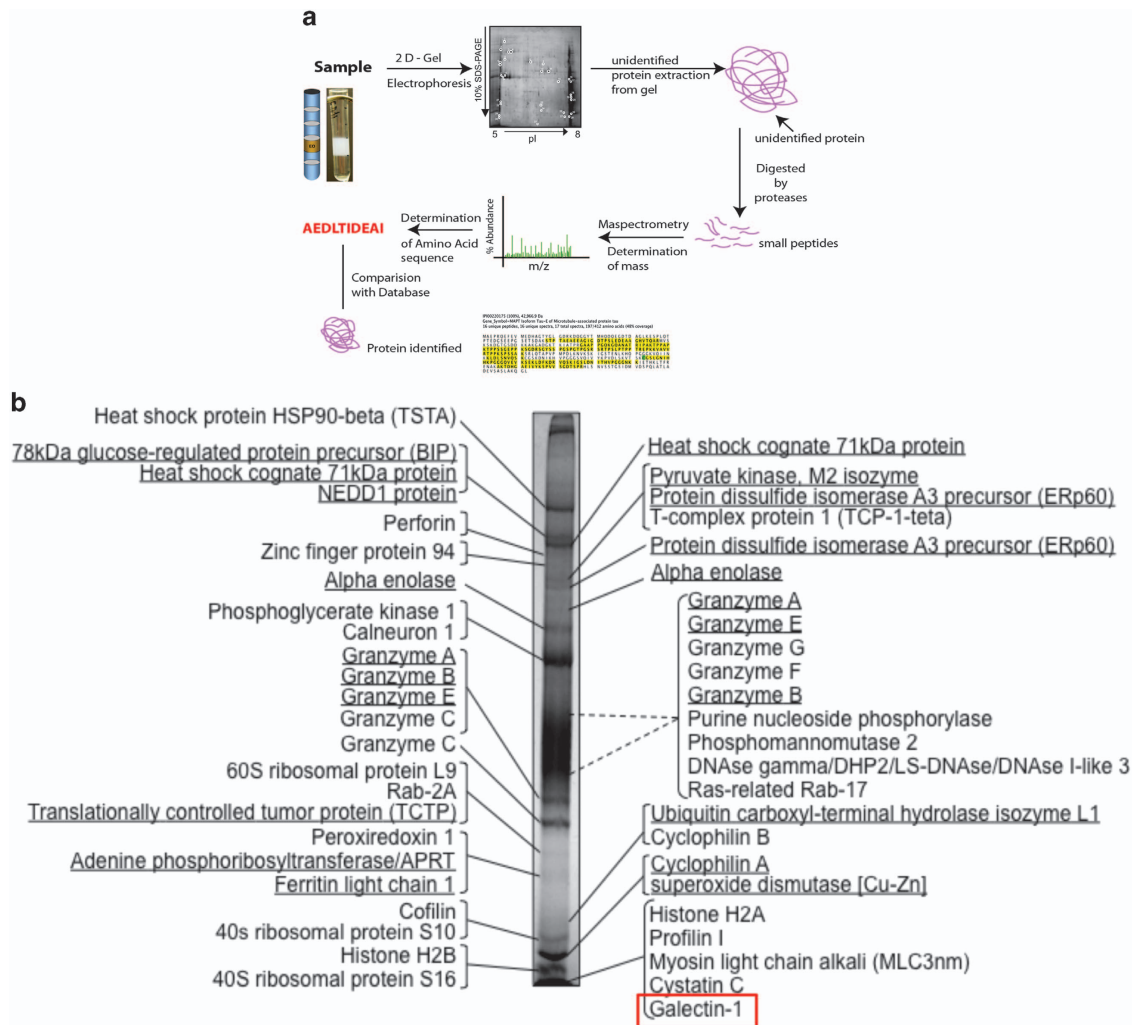 a
Sample
2 D - Gel
Electrophoresis
10% SDS-PAGE
5
pI
8
unidentified
protein extraction
from gel
unidentified protein
Digested
by
proteases
small peptides
Maspectrometry
Determination
of mass
% Abundance
m/z
Determination
of Amino Acid
sequence
AEDLTIDEAI
Comparision
with Database
Protein identified
b
Heat shock protein HSP90-beta (TSTA)
78kDa glucose-regulated protein precursor (BIP)
Heat shock cognate 71kDa protein
NEDD1 protein
Perforin
Zinc finger protein 94
Alpha enolase
Phosphoglycerate kinase 1
Calneuron 1
Granzyme A
Granzyme B
Granzyme E
Granzyme C
Granzyme C
60S ribosomal protein L9
Rab-2A
Translationally controlled tumor protein (TCTP)
Peroxiredoxin 1
Adenine phosphoribosyltransferase/APRT
Ferritin light chain 1
Cofilin
40s ribosomal protein S10
Histone H2B
40S ribosomal protein S16
Heat shock cognate 71kDa protein
Pyruvate kinase, M2 isozyme
Protein dissulfide isomerase A3 precursor (ERp60)
T-complex protein 1 (TCP-1-teta)
Protein dissulfide isomerase A3 precursor (ERp60)
Alpha enolase
Granzyme A
Granzyme E
Granzyme G
Granzyme F
Granzyme B
Purine nucleoside phosphorylase
Phosphomannomutase 2
DNAse gamma/DHP2/LS-DNAse/DNAse I-like 3
Ras-related Rab-17
Ubiquitin carboxyl-terminal hydrolase isozyme L1
Cyclophilin B
Cyclophilin A
superoxide dismutase [Cu-Zn]
Histone H2A
Profilin I
Myosin light chain alkali (MLC3nm)
Cystatin C
Galectin-1